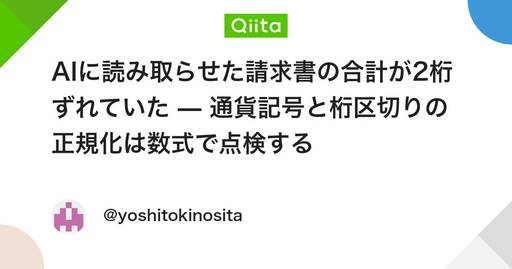 Qiita
AIに読み取らせた請求書の合計が2桁
ずれていた — 通貨記号と桁区切りの
正規化は数式で点検する
@yoshitokinosita